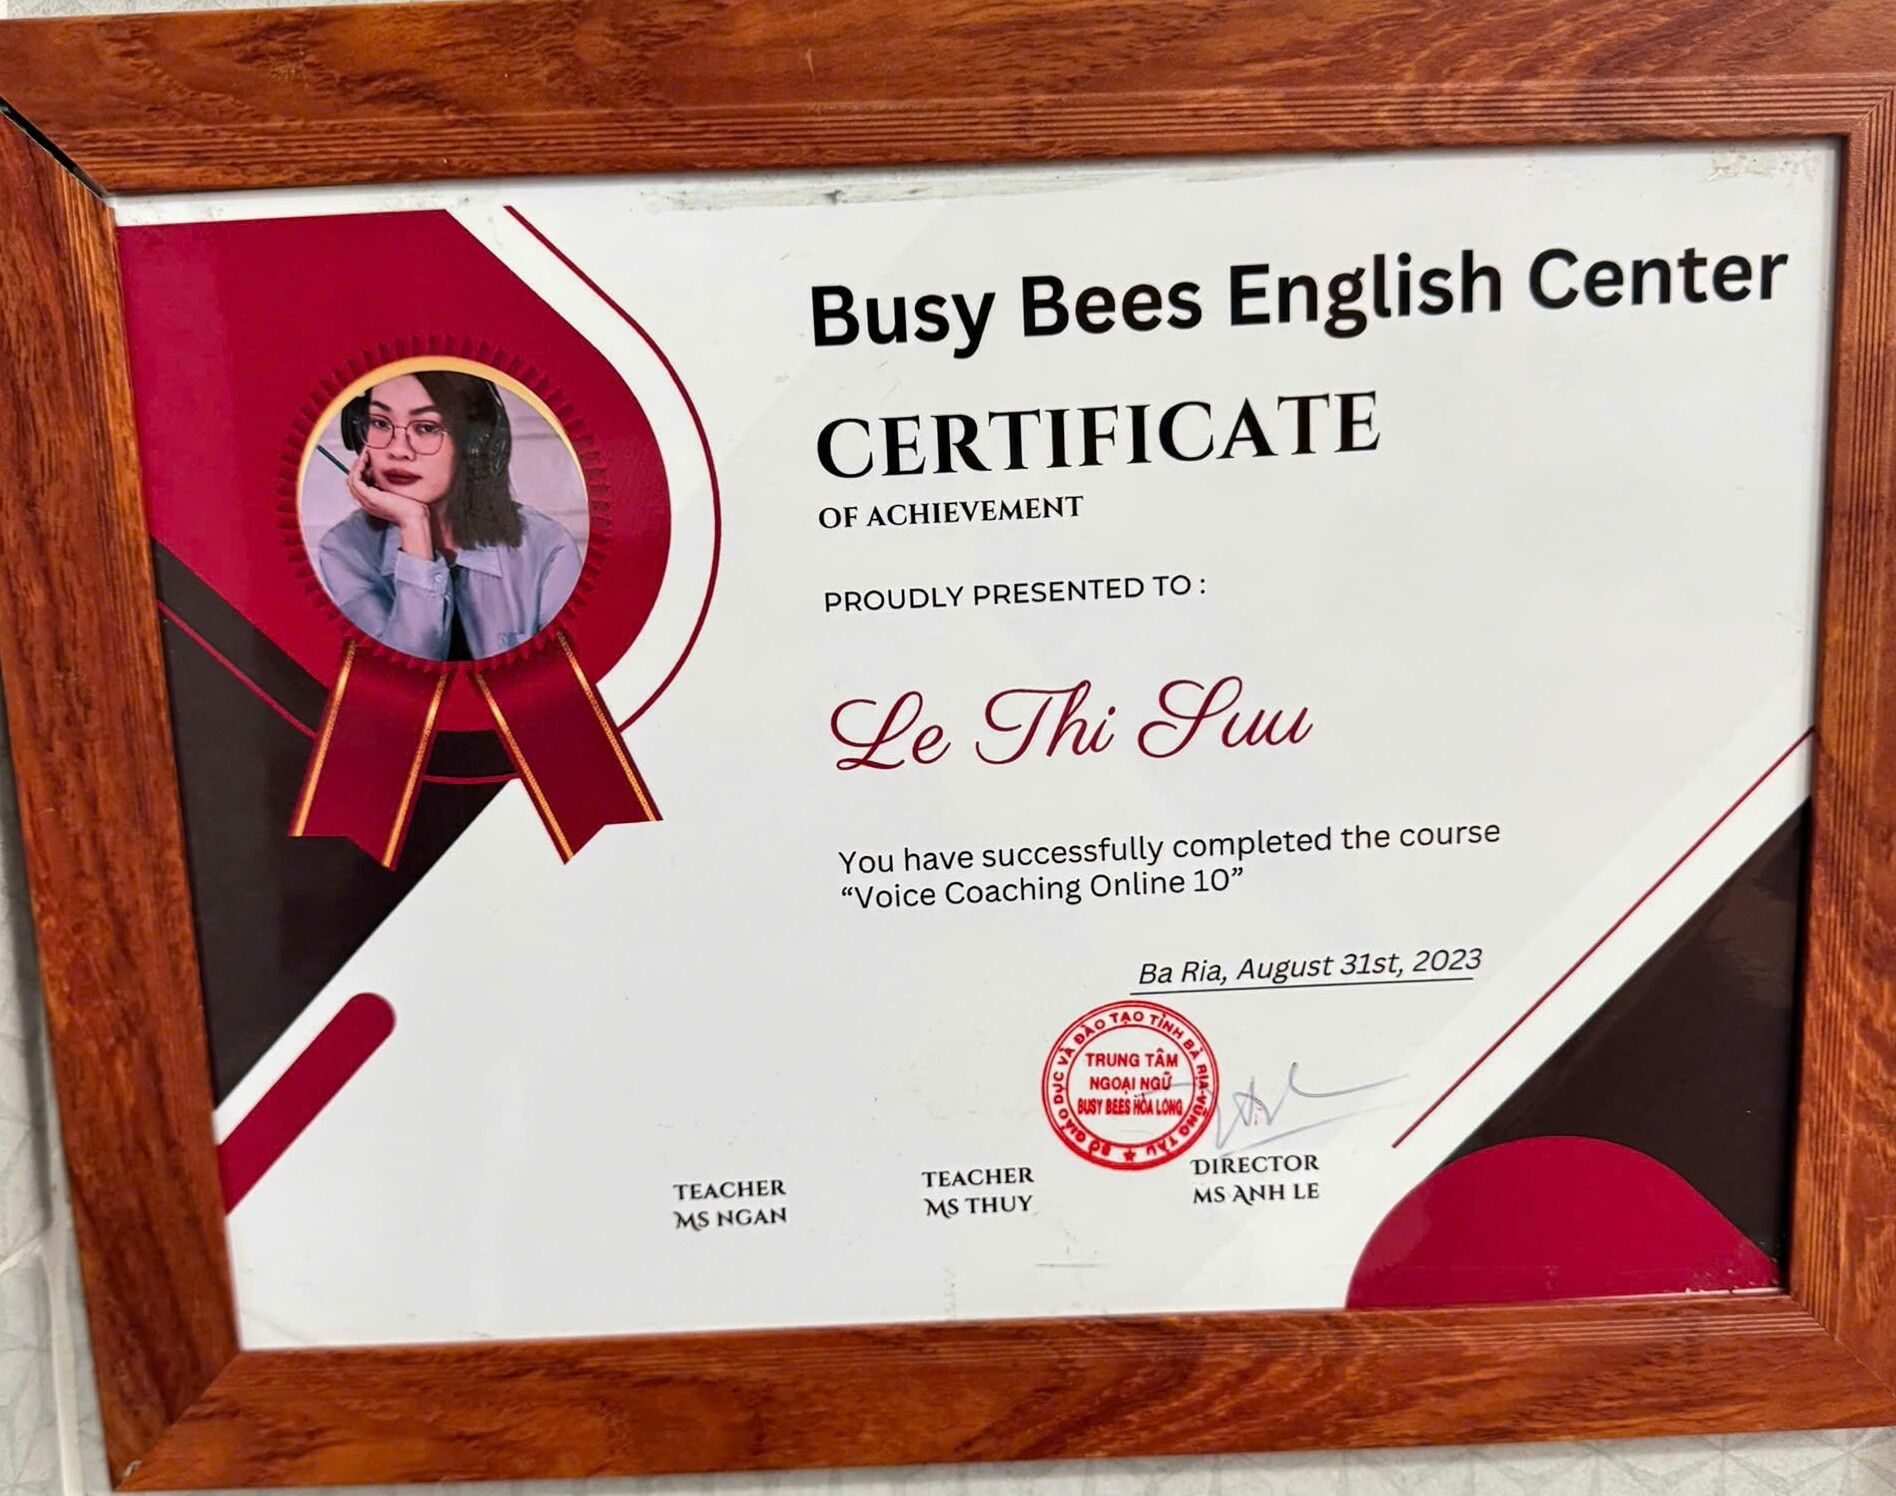 Busy Bees English Center
CERTIFICATE
OF ACHIEVEMENT
PROUDLY PRESENTED TO :
Le Thi Suu
You have successfully completed the course
“Voice Coaching Online 10”
Ba Ria, August 31st, 2023
SỞ GIÁO DỤC VÀ ĐÀO TẠO TỈNH BÀ RỊA-VŨNG TÀU
TRUNG TÂM
NGOẠI NGỮ
BUSY BEES HÒA LONG
TEACHER
MS NGAN
TEACHER
MS THUY
DIRECTOR
MS ANH LE